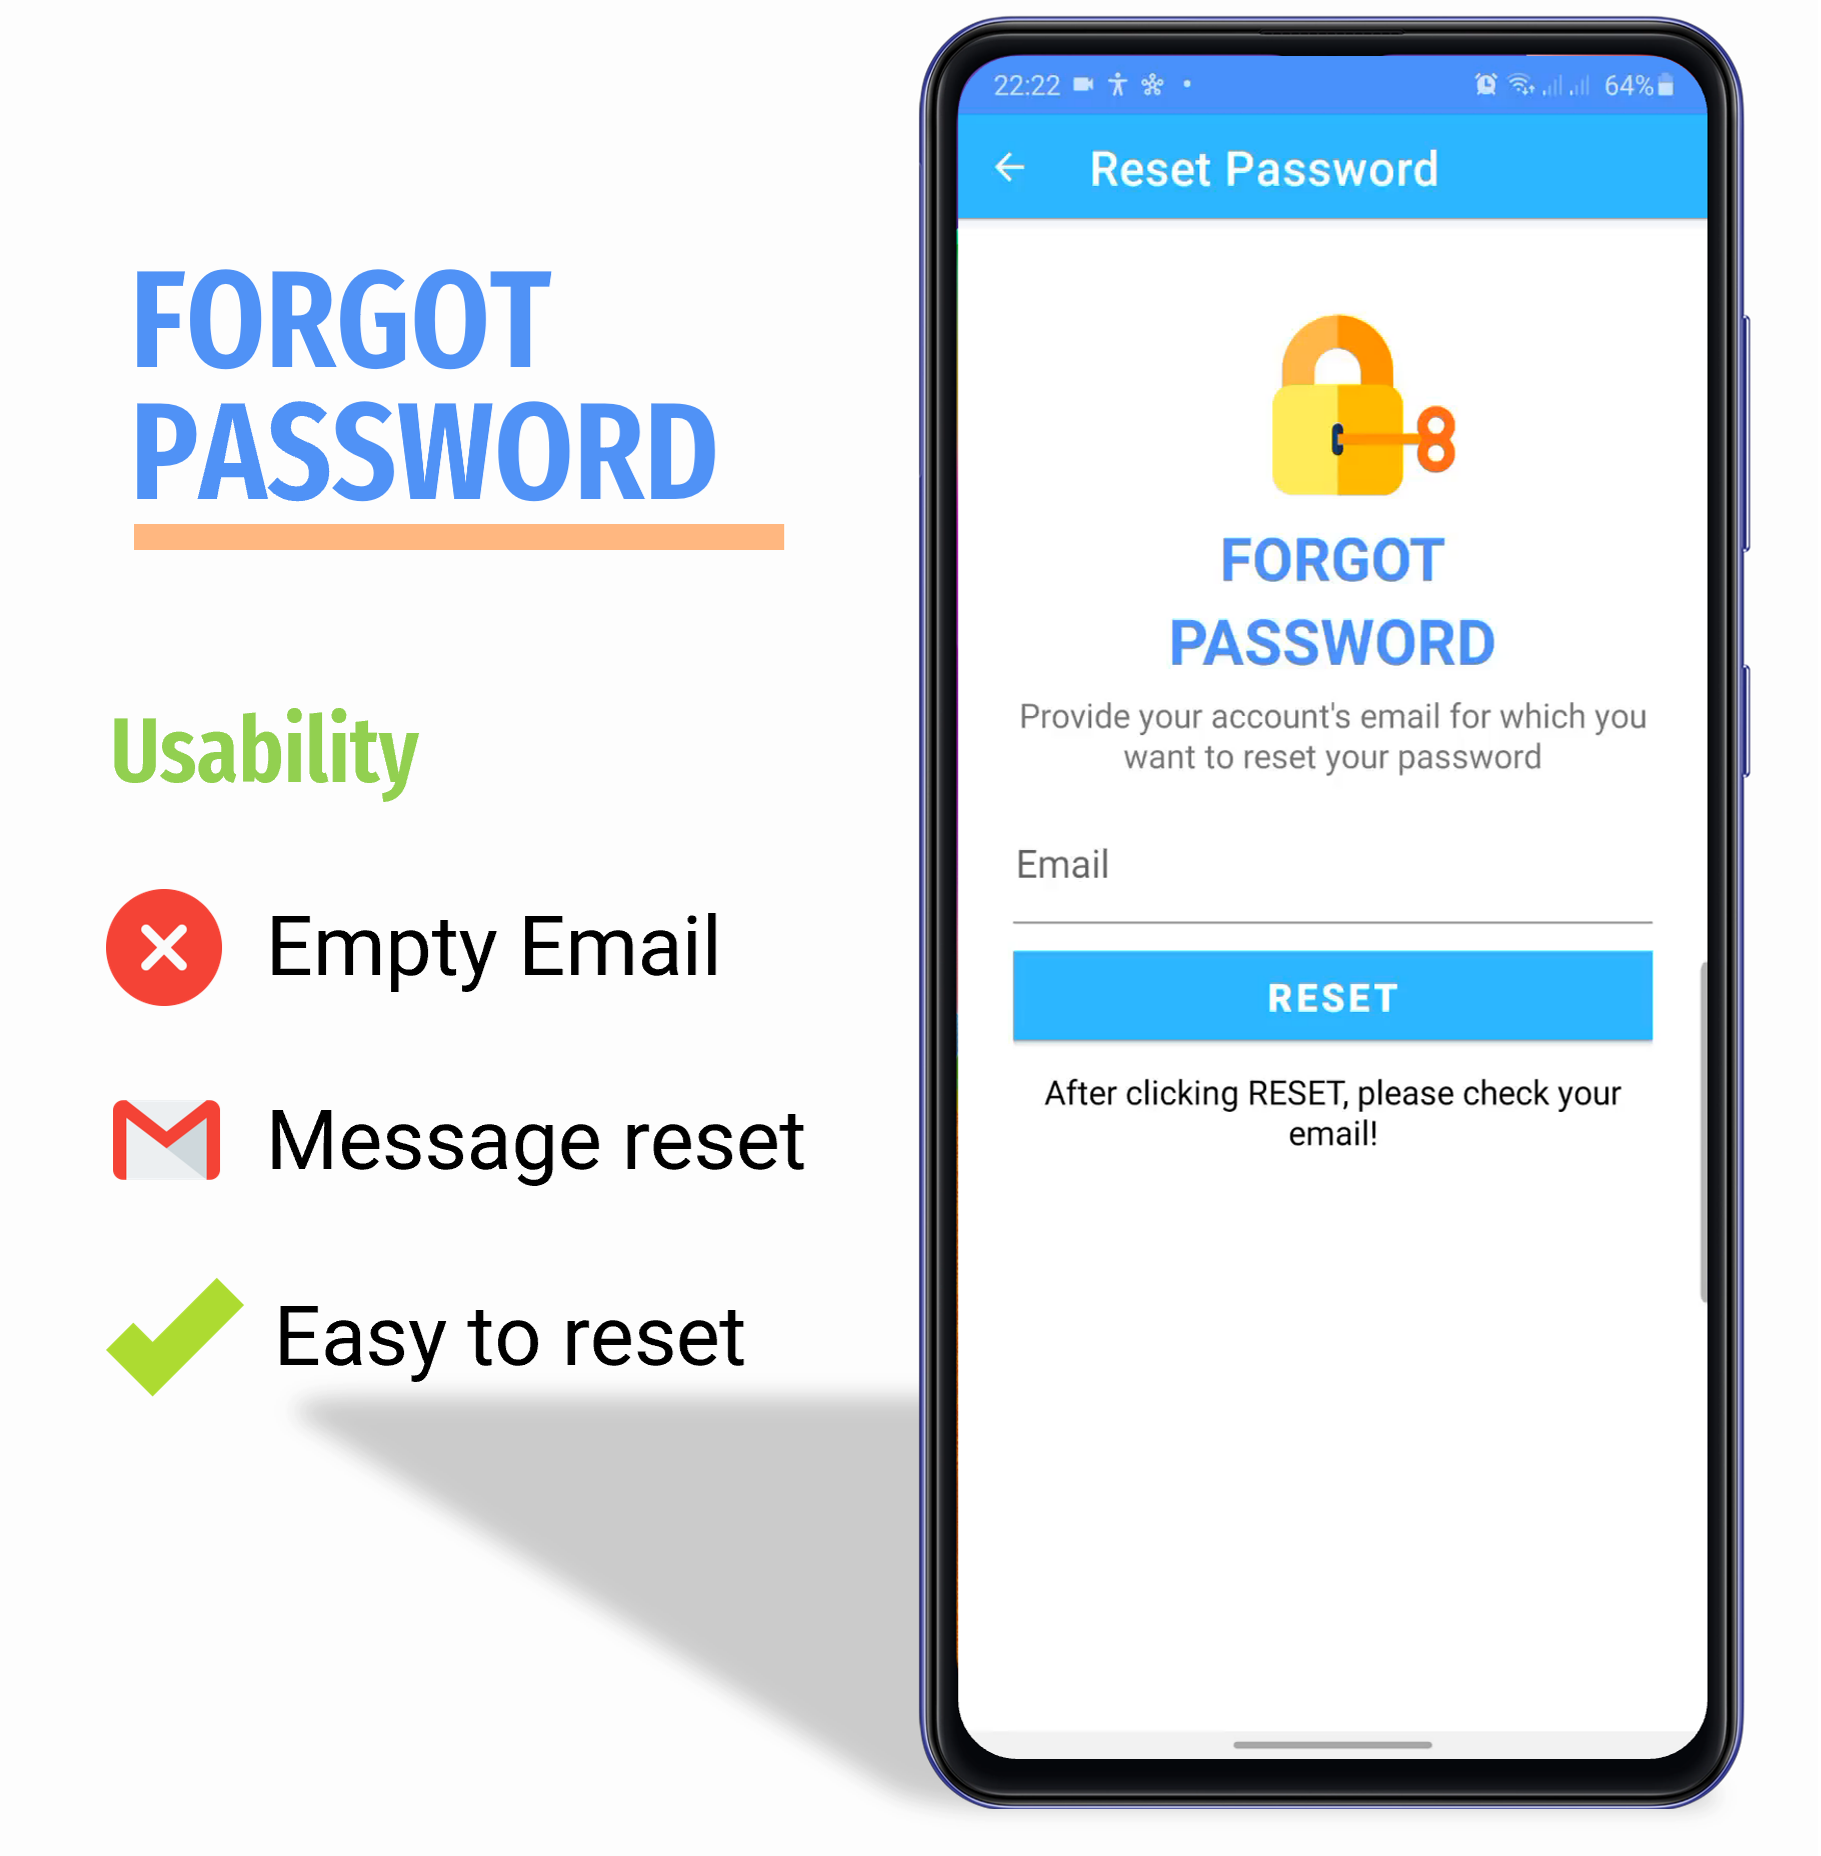 FORGOT
PASSWORD
Usability
Empty Email
Message reset
Easy to reset
22:22
64%
Reset Password
FORGOT
PASSWORD
Provide your account's email for which you
want to reset your password
Email
RESET
After clicking RESET, please check your
email!